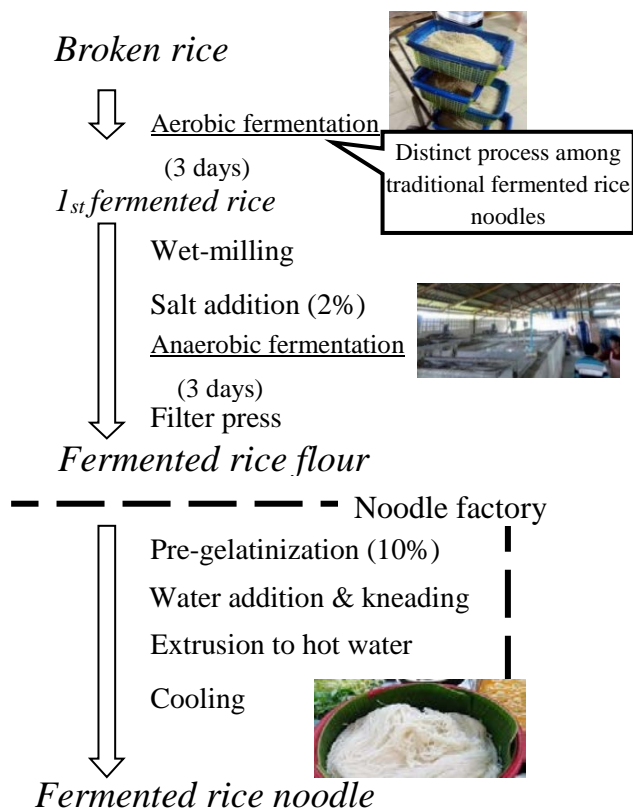 Broken rice
Aerobic fermentation
(3 days)
Distinct process among
traditional fermented rice
noodles
1st fermented rice
Wet-milling
Salt addition (2%)
Anaerobic fermentation
(3 days)
Filter press
Fermented rice flour
Noodle factory
Pre-gelatinization (10%)
Water addition & kneading
Extrusion to hot water
Cooling
Fermented rice noodle